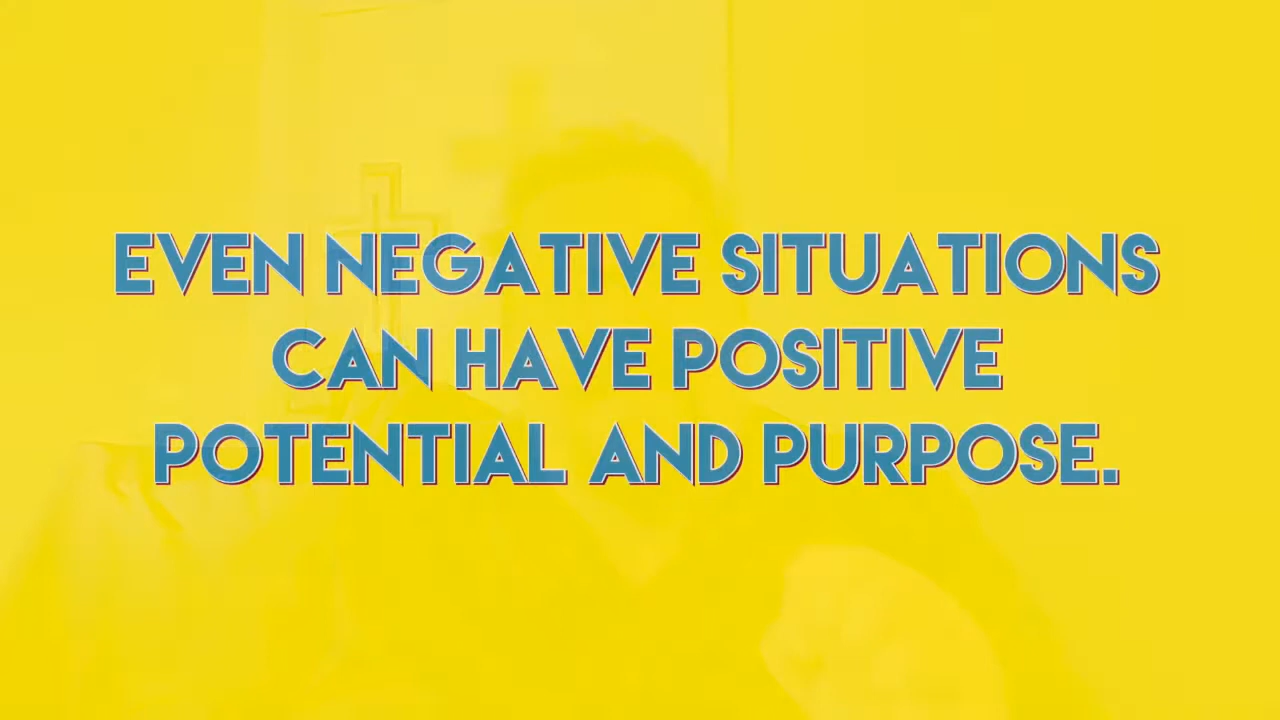 EVEN NEGATIVE SITUATIONS
CAN HAVE POSITIVE
POTENTIAL AND PURPOSE.